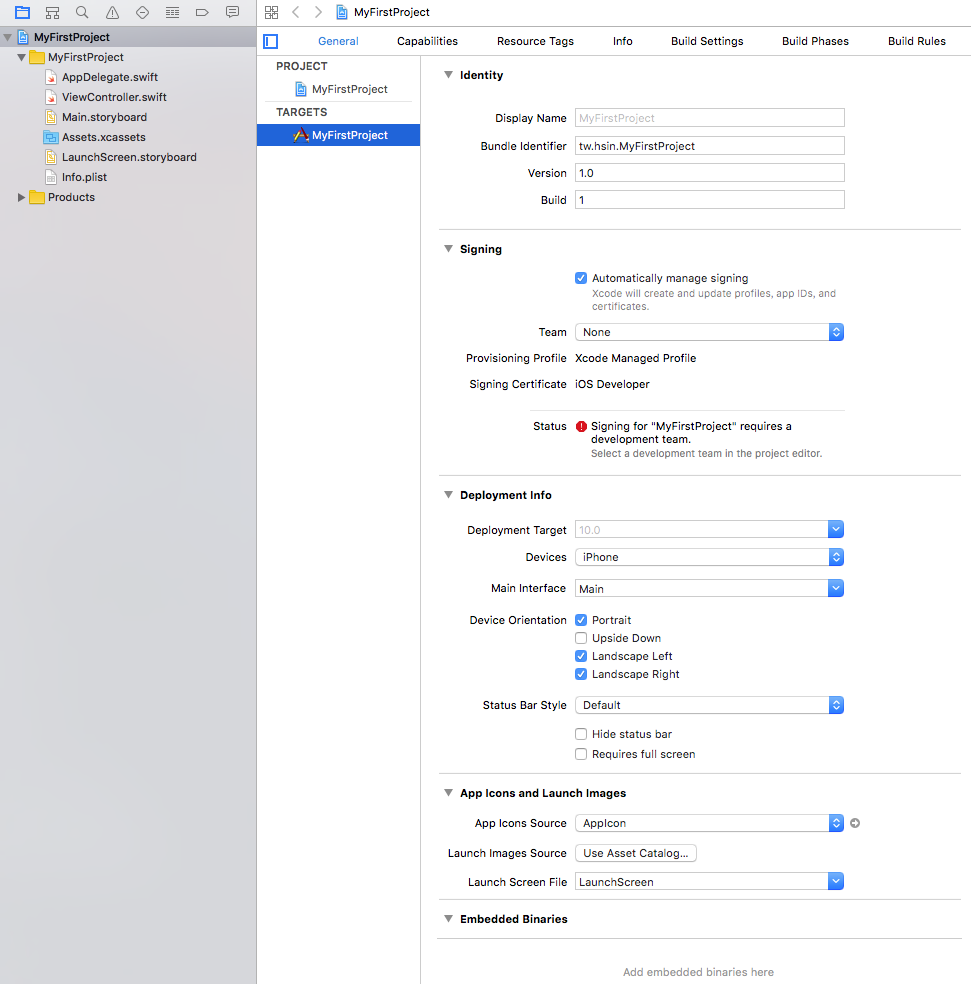 MyFirstProject
MyFirstProject
MyFirstProject
AppDelegate.swift
ViewController.swift
Main.storyboard
Assets.xcassets
LaunchScreen.storyboard
Info.plist
Products
General Capabilities Resource Tags Info Build Settings Build Phases Build Rules
PROJECT
MyFirstProject
TARGETS
MyFirstProject
Identity
Display Name MyFirstProject
Bundle Identifier tw.hsin.MyFirstProject
Version 1.0
Build 1
Signing
Automatically manage signing
Xcode will create and update profiles, app IDs, and
certificates.
Team None
Provisioning Profile Xcode Managed Profile
Signing Certificate iOS Developer
Status Signing for "MyFirstProject" requires a
development team.
Select a development team in the project editor.
Deployment Info
Deployment Target 10.0
Devices iPhone
Main Interface Main
Device Orientation Portrait
Upside Down
Landscape Left
Landscape Right
Status Bar Style Default
Hide status bar
Requires full screen
App Icons and Launch Images
App Icons Source AppIcon
Launch Images Source Use Asset Catalog...
Launch Screen File LaunchScreen
Embedded Binaries
Add embedded binaries here